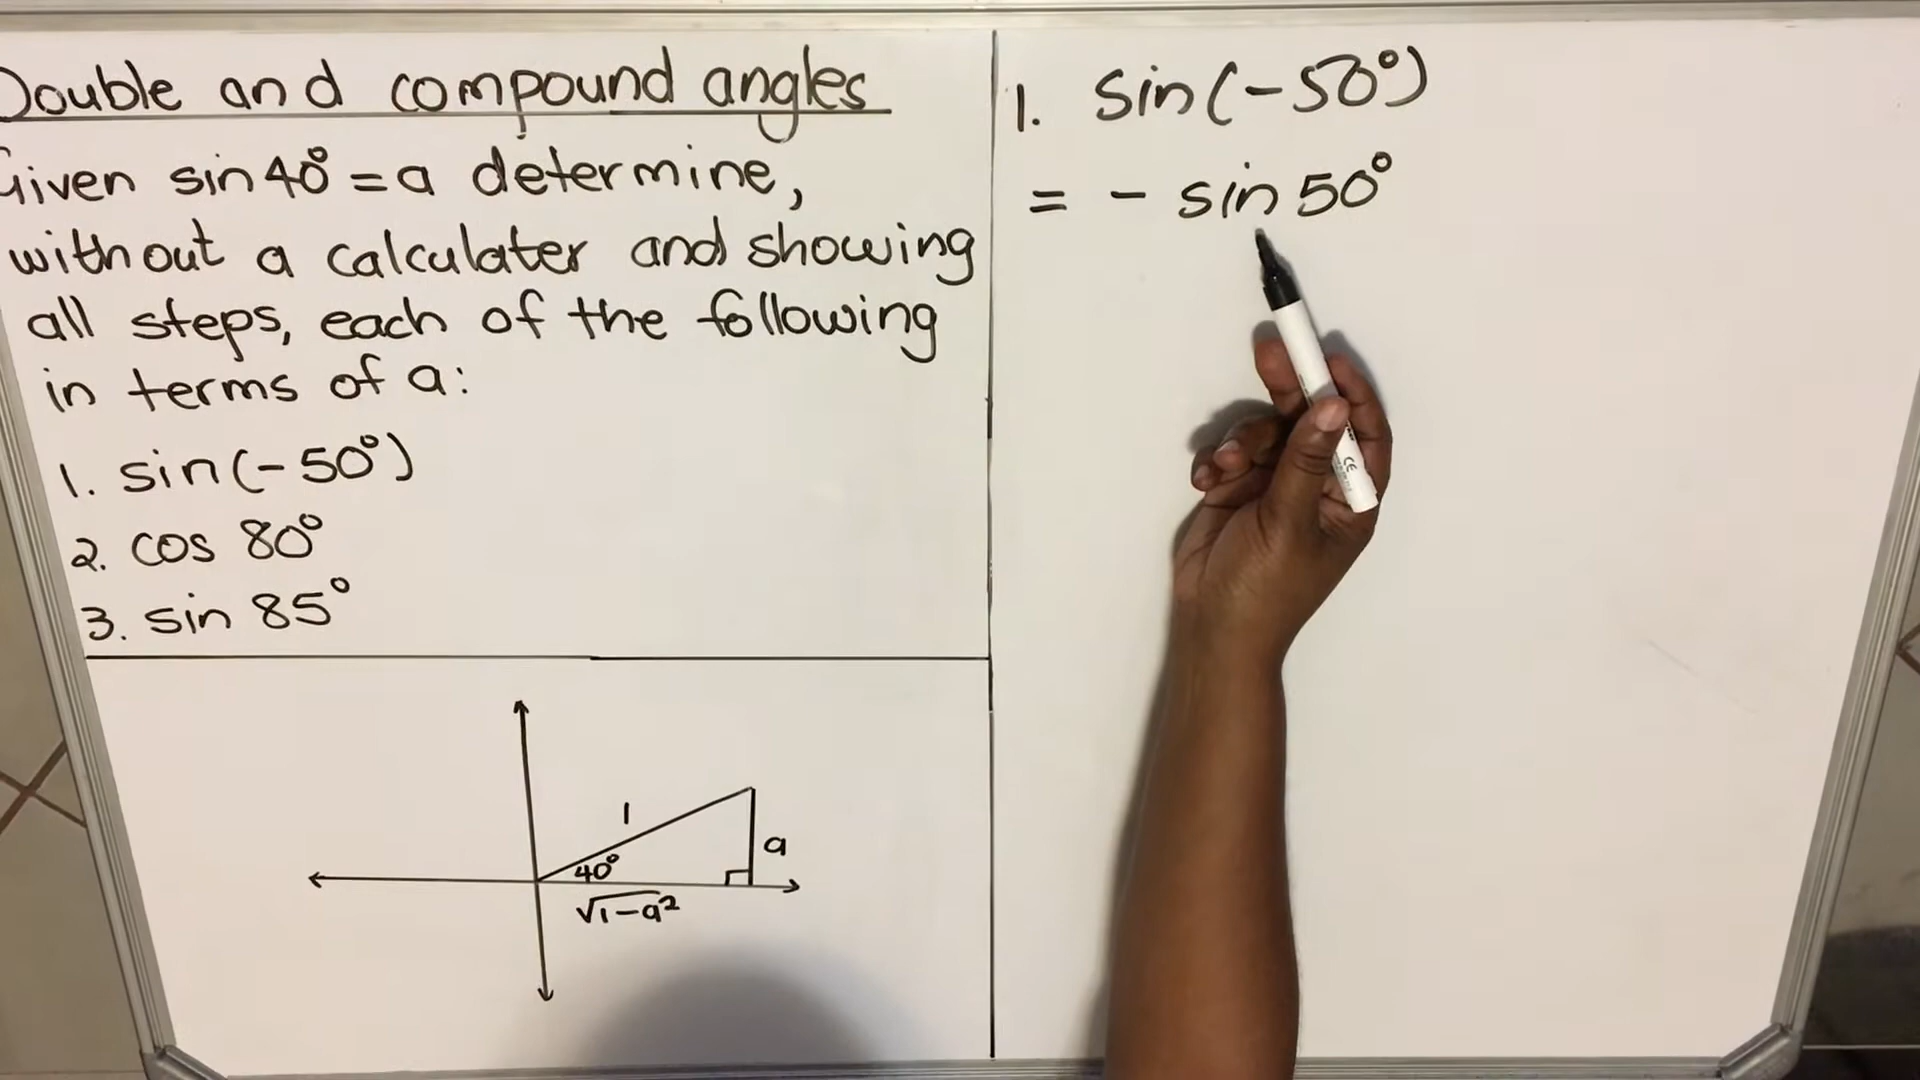 Double and compound angles
Given sin 40° = a determine,
without a calculater and showing
all steps, each of the following
in terms of a:
1. sin(-50°)
2. cos 80°
3. sin 85°
1
a
40°
√1-a²
1. sin(-50°)
= - sin 50°
CE